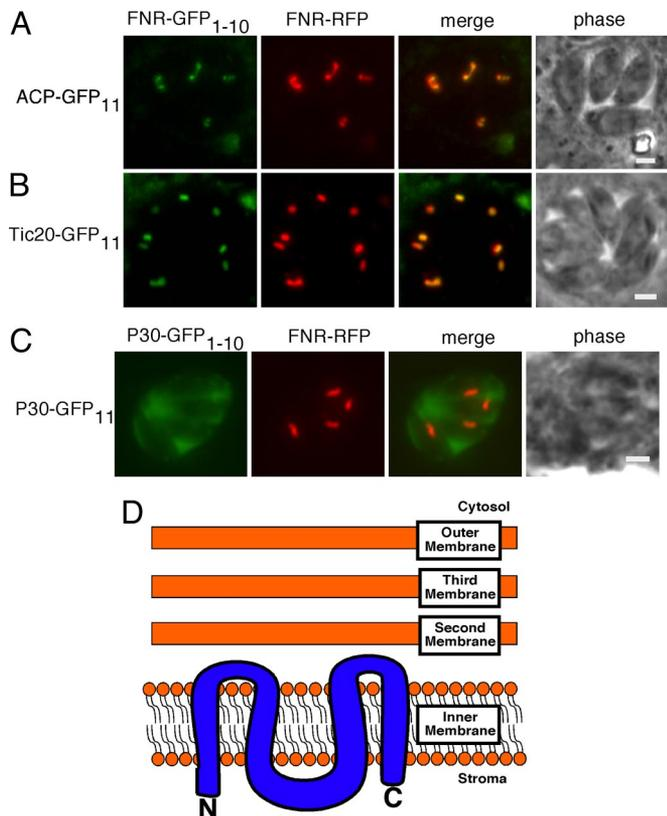 A
FNR-GFP1-10 FNR-RFP merge phase
ACP-GFP11
B
Tic20-GFP11
C
P30-GFP1-10 FNR-RFP merge phase
P30-GFP11
D
Cytosol
Outer
Membrane
Third
Membrane
Second
Membrane
Inner
Membrane
Stroma
N C